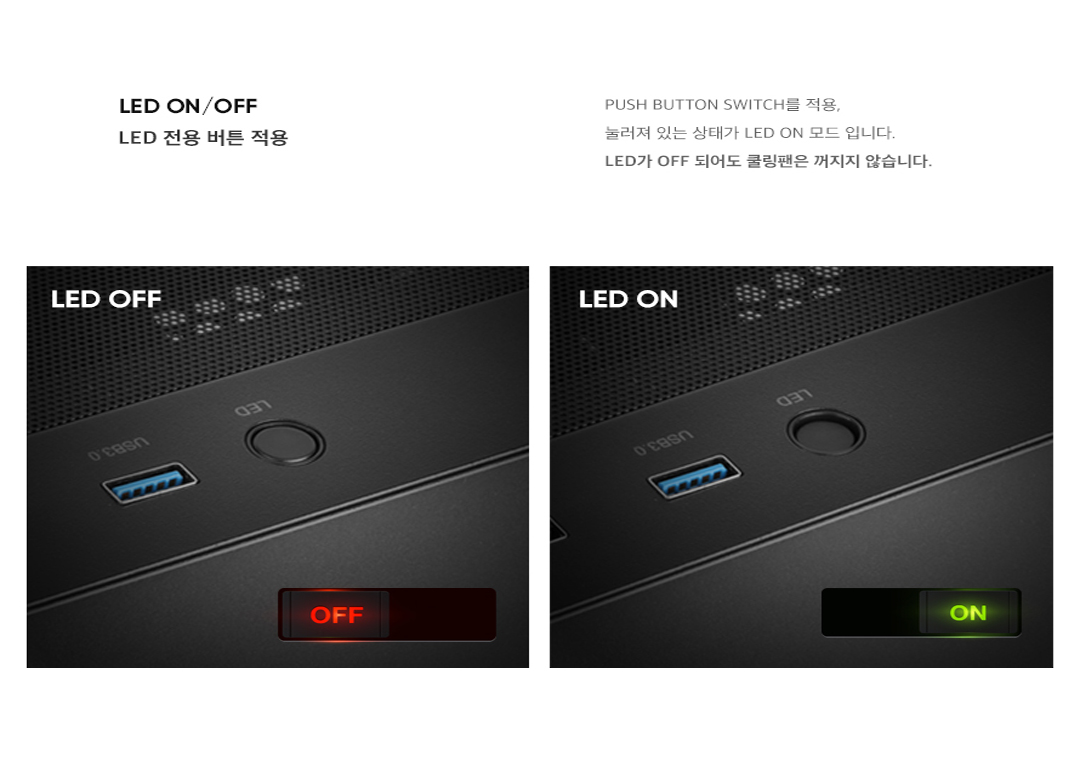 LED ON/OFF
LED 전용 버튼 적용
PUSH BUTTON SWITCH를 적용,
눌러져 있는 상태가 LED ON 모드 입니다.
LED가 OFF 되어도 쿨링팬은 꺼지지 않습니다.
LED OFF
LED
USB3.0
OFF
LED ON
LED
USB3.0
ON